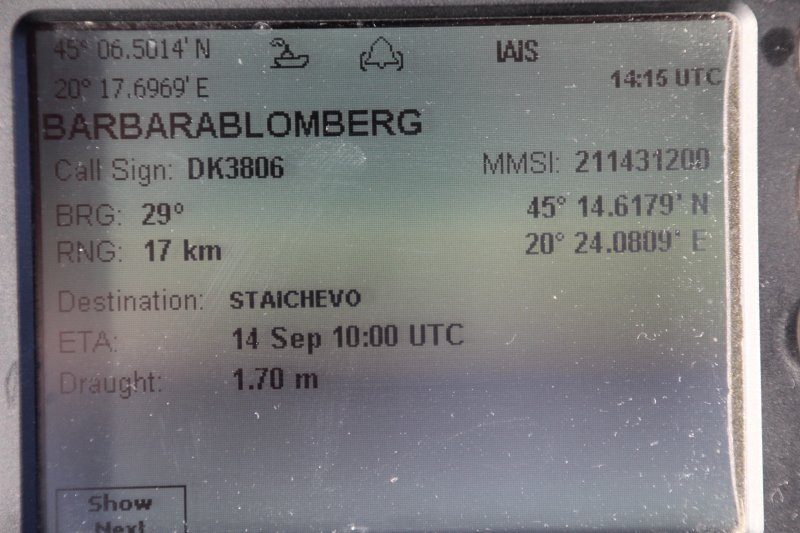 45° 06.5014' N
IAIS
20° 17.6969' E
14:15 UTC
BARBARABLOMBERG
Call Sign: DK3806
MMSI: 211431200
BRG: 29°
45° 14.6179' N
RNG: 17 km
20° 24.0809' E
Destination: STAICHEVO
ETA: 14 Sep 10:00 UTC
Draught: 1.70 m
Show
Next